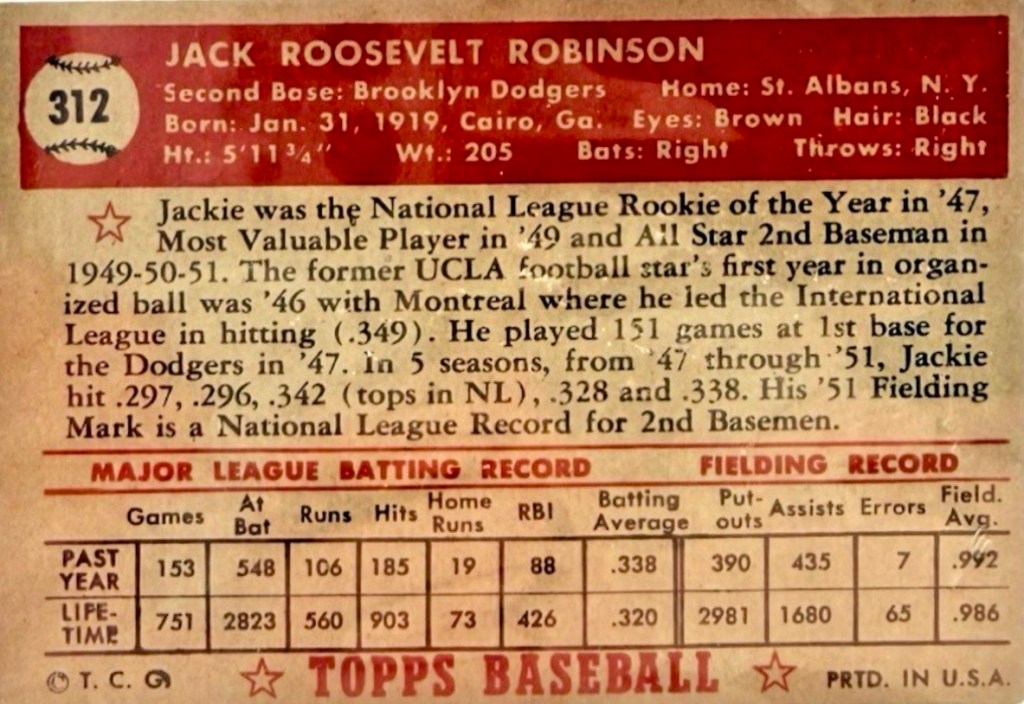 312
JACK ROOSEVELT ROBINSON
Second Base: Brooklyn Dodgers Home: St. Albans, N. Y.
Born: Jan. 31, 1919, Cairo, Ga. Eyes: Brown Hair: Black
Ht.: 5'11¾" Wt.: 205 Bats: Right Throws: Right
Jackie was the National League Rookie of the Year in '47,
Most Valuable Player in '49 and All Star 2nd Baseman in
1949-50-51. The former UCLA football star's first year in organ-
ized ball was '46 with Montreal where he led the International
League in hitting (.349). He played 151 games at 1st base for
the Dodgers in '47. In 5 seasons, from '47 through '51, Jackie
hit .297, .296, .342 (tops in NL), .328 and .338. His '51 Fielding
Mark is a National League Record for 2nd Basemen.
MAJOR LEAGUE BATTING RECORD FIELDING RECORD
Games At Bat Runs Hits Home Runs RBI Batting Average Put-outs Assists Errors Field. Avg.
PAST YEAR 153 548 106 185 19 88 .338 390 435 7 .992
LIFE-TIME 751 2823 560 903 73 426 .320 2981 1680 65 .986
© T. C. G. TOPPS BASEBALL PRTD. IN U.S.A.